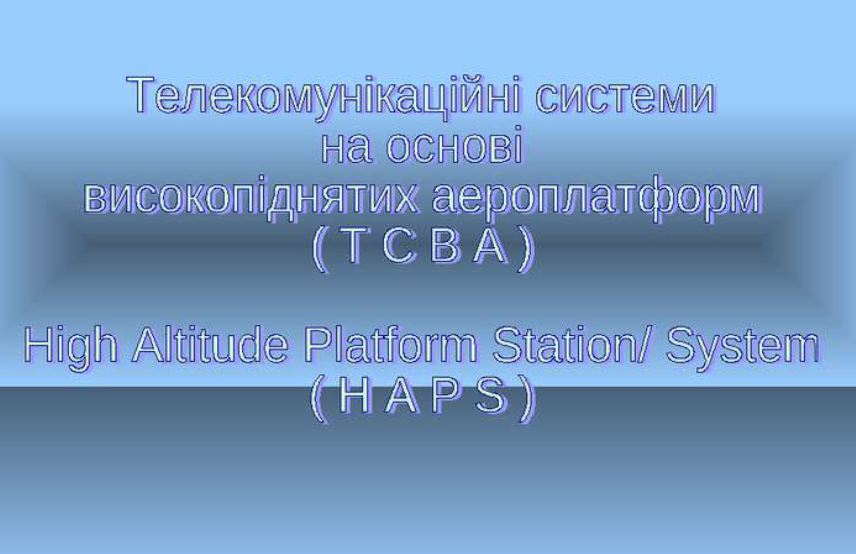 Телекомунікаційні системи
на основі
високопіднятих аероплатформ
( Т С В А )
High Altitude Platform Station/ System
( H A P S )